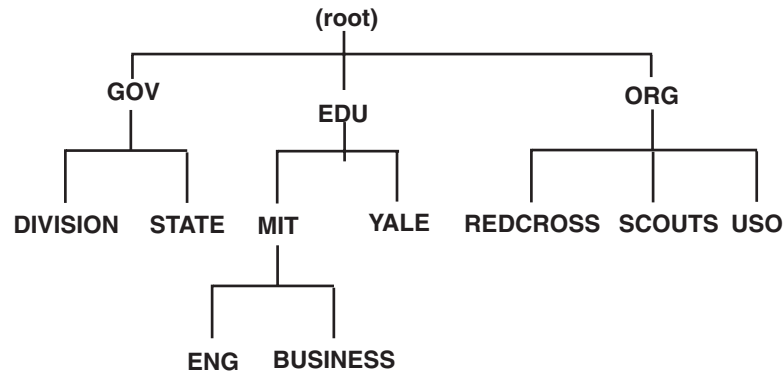 (root)
GOV
EDU
ORG
DIVISION STATE MIT YALE REDCROSS SCOUTS USO
ENG BUSINESS